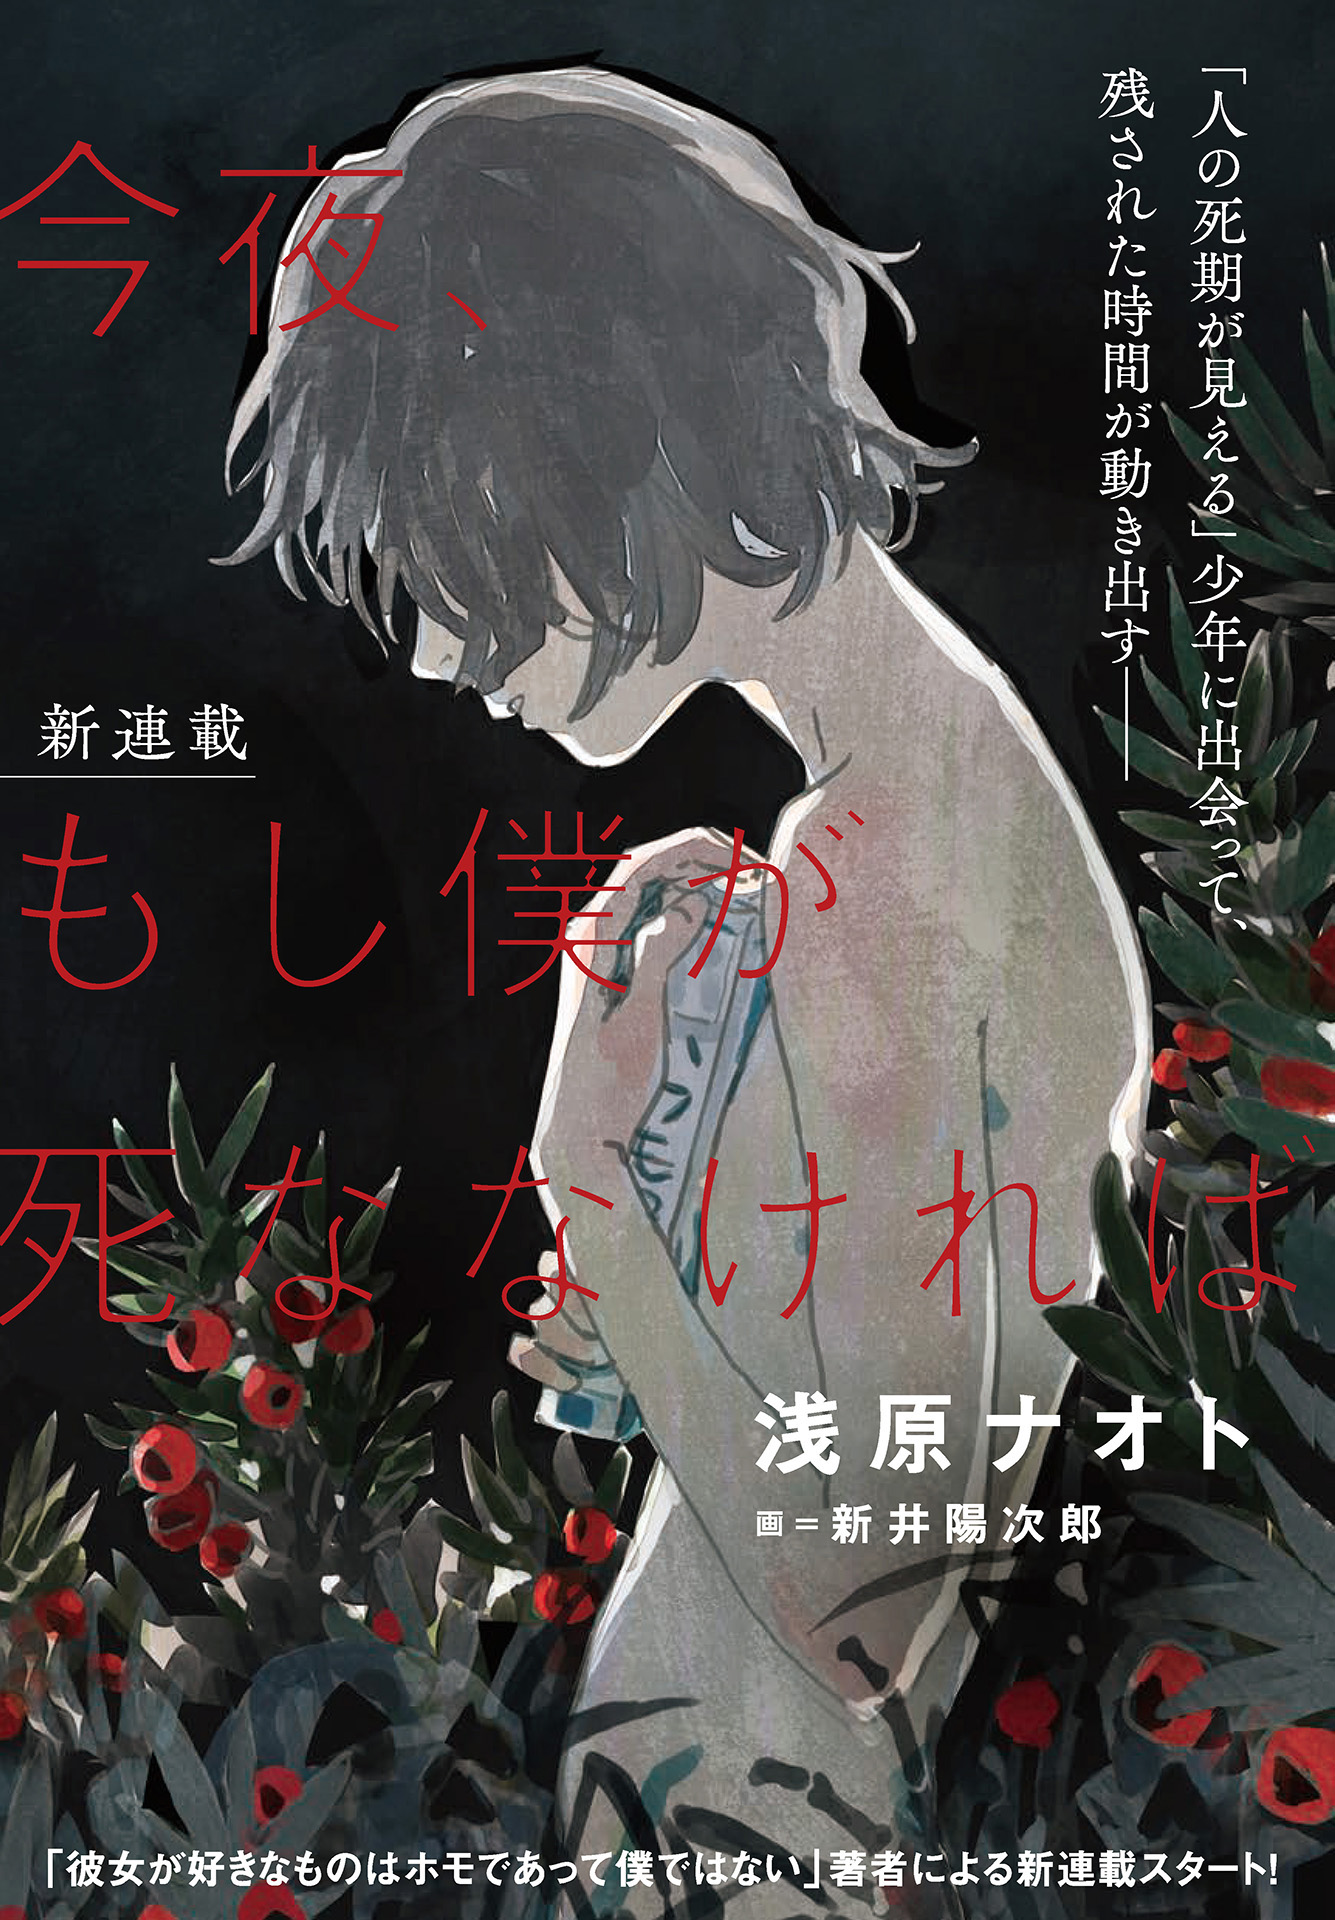 「人の死期が見える」少年に出会って、
残された時間が動き出す――
今夜、
新連載
もし僕が
死ななければ
浅原ナオト
画=新井陽次郎
「彼女が好きなものはホモであって僕ではない」著者による新連載スタート!